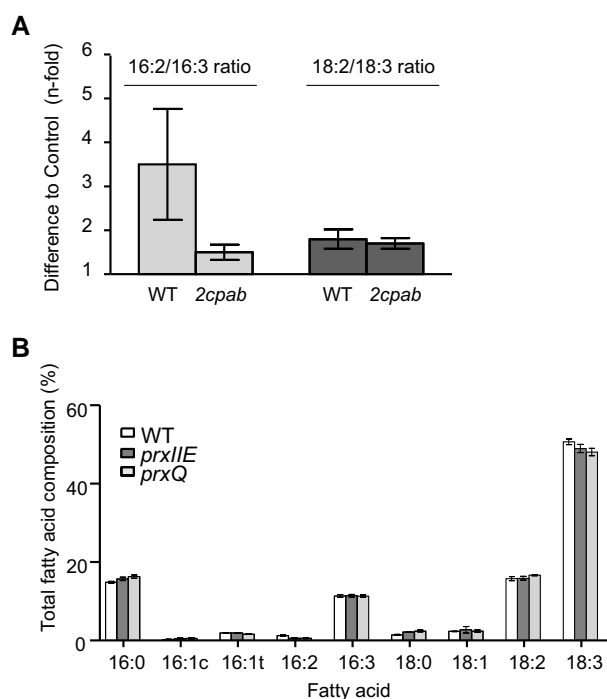 A
Difference to Control (n-fold)
6
5
4
3
2
1
16:2/16:3 ratio
18:2/18:3 ratio
WT
2cpab
WT
2cpab
B
Total fatty acid composition (%)
60
40
20
0
WT
prxIIE
prxQ
16:0
16:1c
16:1t
16:2
16:3
18:0
18:1
18:2
18:3
Fatty acid